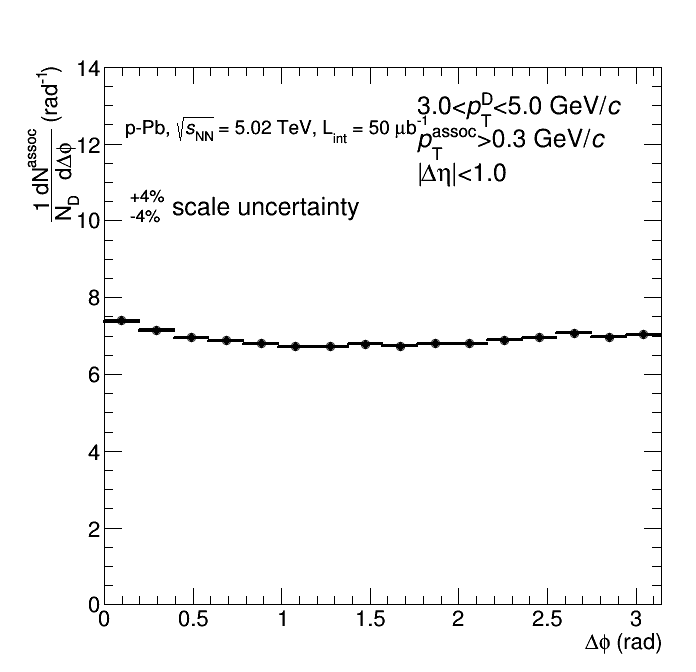 1 dN^assoc
N_D dΔϕ (rad^-1)
14
12
10
8
6
4
2
0
3.0<p_T^D<5.0 GeV/c
p-Pb, √s_NN = 5.02 TeV, L_int = 50 μb^-1
p_T^assoc>0.3 GeV/c
|Δη|<1.0
+4%
-4% scale uncertainty
0 0.5 1 1.5 2 2.5 3
Δϕ (rad)